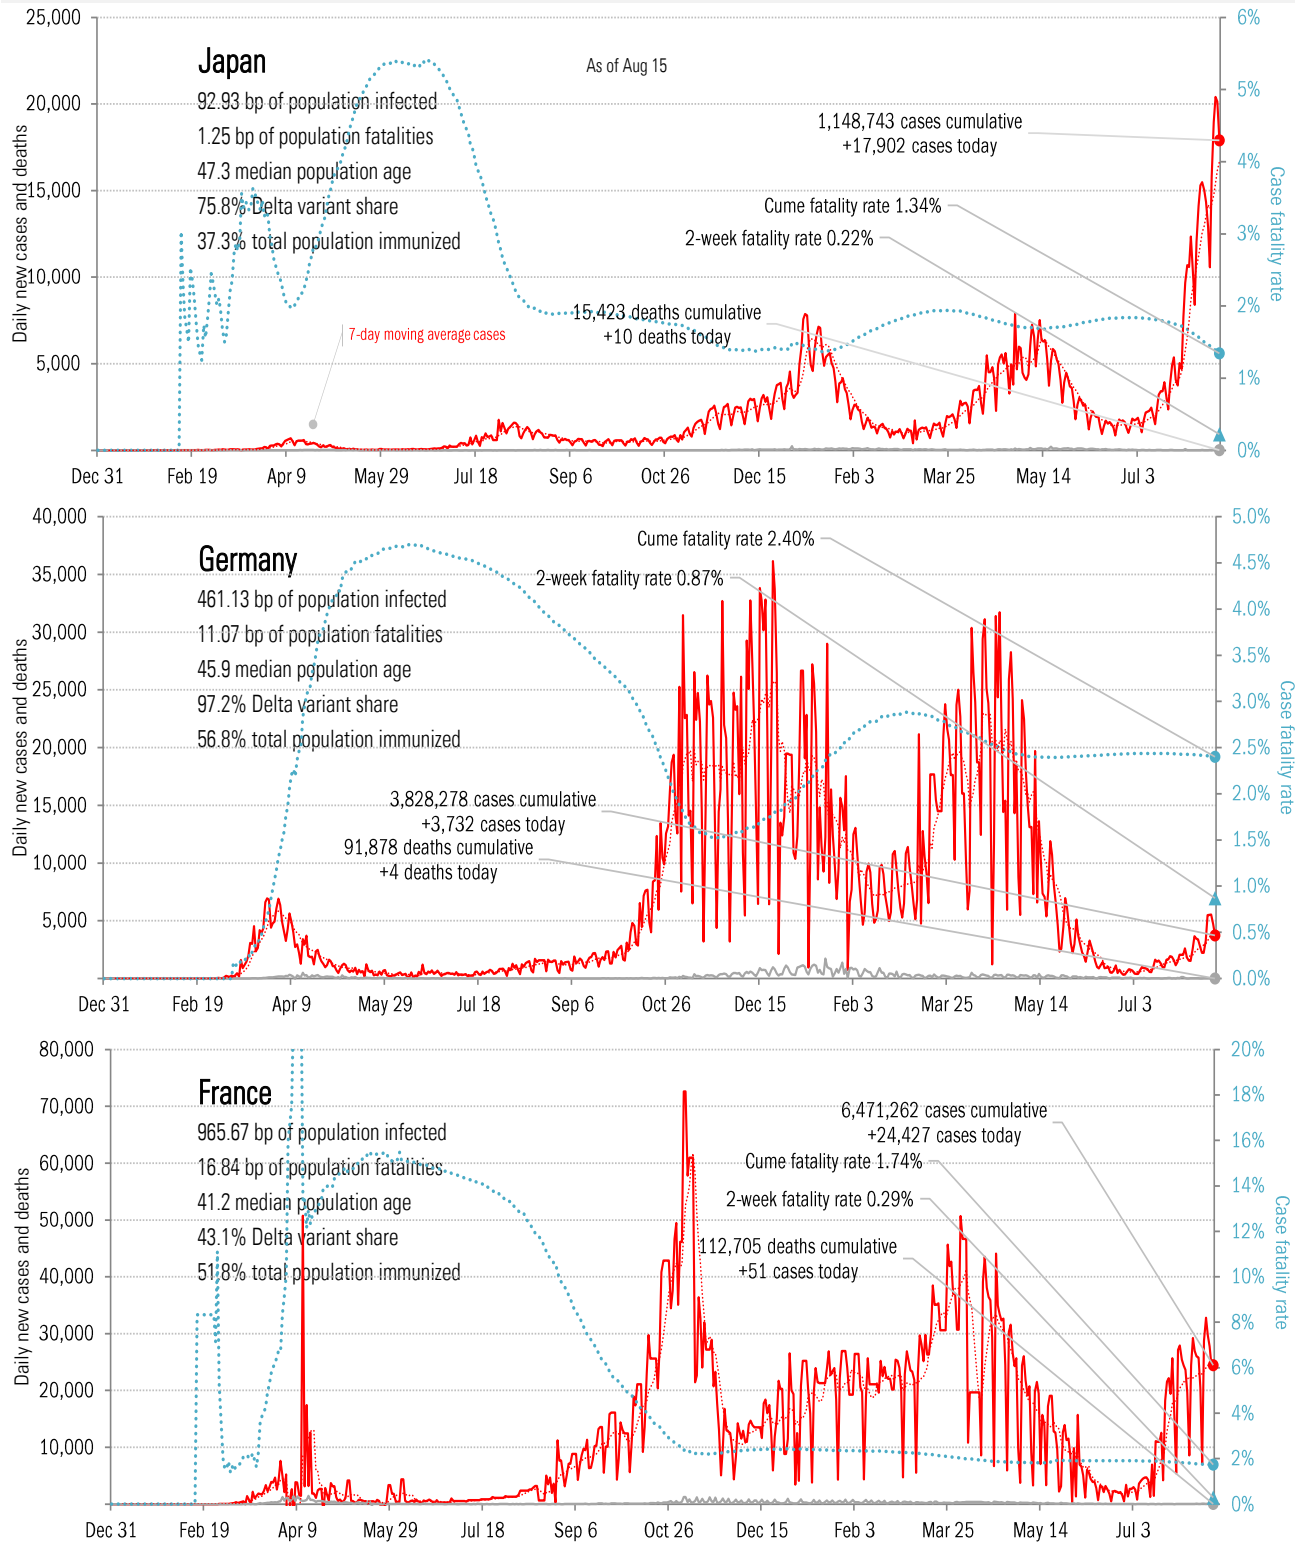 25,000
6%
Japan
As of Aug 15
92.93 bp of population infected
5%
20,000
1,148,743 cases cumulative
1.25 bp of population fatalities
+17,902 cases today
4%
47.3 median population age
15,000
75.8% Delta variant share
Cume fatality rate 1.34%
3%
37.3% total population immunized
2-week fatality rate 0.22%
10,000
2%
15,423 deaths cumulative
+10 deaths today
7-day moving average cases
5,000
1%
0%
Daily new cases and deaths
Case fatality rate
Dec 31 Feb 19 Apr 9 May 29 Jul 18 Sep 6 Oct 26 Dec 15 Feb 3 Mar 25 May 14 Jul 3
40,000
5.0%
Cume fatality rate 2.40%
Germany
35,000
2-week fatality rate 0.87%
4.5%
461.13 bp of population infected
4.0%
30,000
11.07 bp of population fatalities
3.5%
45.9 median population age
25,000
97.2% Delta variant share
3.0%
56.8% total population immunized
20,000
2.5%
3,828,278 cases cumulative
2.0%
15,000
+3,732 cases today
91,878 deaths cumulative
1.5%
10,000
+4 deaths today
1.0%
5,000
0.5%
0.0%
Daily new cases and deaths
Case fatality rate
Dec 31 Feb 19 Apr 9 May 29 Jul 18 Sep 6 Oct 26 Dec 15 Feb 3 Mar 25 May 14 Jul 3
80,000
20%
France
18%
70,000
6,471,262 cases cumulative
965.67 bp of population infected
+24,427 cases today
16%
60,000
Cume fatality rate 1.74%
16.84 bp of population fatalities
14%
41.2 median population age
2-week fatality rate 0.29%
50,000
12%
43.1% Delta variant share
112,705 deaths cumulative
51.8% total population immunized
+51 cases today
40,000
10%
8%
30,000
6%
20,000
4%
10,000
2%
0%
Daily new cases and deaths
Case fatality rate
Dec 31 Feb 19 Apr 9 May 29 Jul 18 Sep 6 Oct 26 Dec 15 Feb 3 Mar 25 May 14 Jul 3